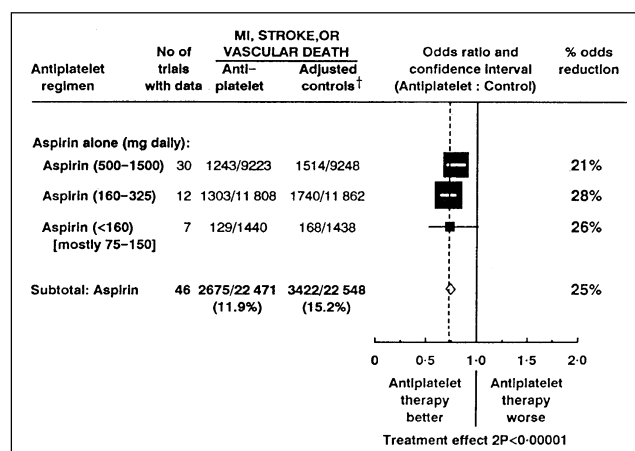 MI, STROKE, OR
VASCULAR DEATH
Antiplatelet regimen
No of trials with data
Anti-platelet
Adjusted controls†
Odds ratio and confidence interval (Antiplatelet : Control)
% odds reduction
Aspirin alone (mg daily):
Aspirin (500-1500) 30 1243/9223 1514/9248 21%
Aspirin (160-325) 12 1303/11 808 1740/11 862 28%
Aspirin (<160) 7 129/1440 168/1438 26%
[mostly 75-150]
Subtotal: Aspirin 46 2675/22 471 3422/22 548 25%
(11.9%) (15.2%)
0 0·5 1·0 1·5 2·0
Antiplatelet therapy better
Antiplatelet therapy worse
Treatment effect 2P<0·00001